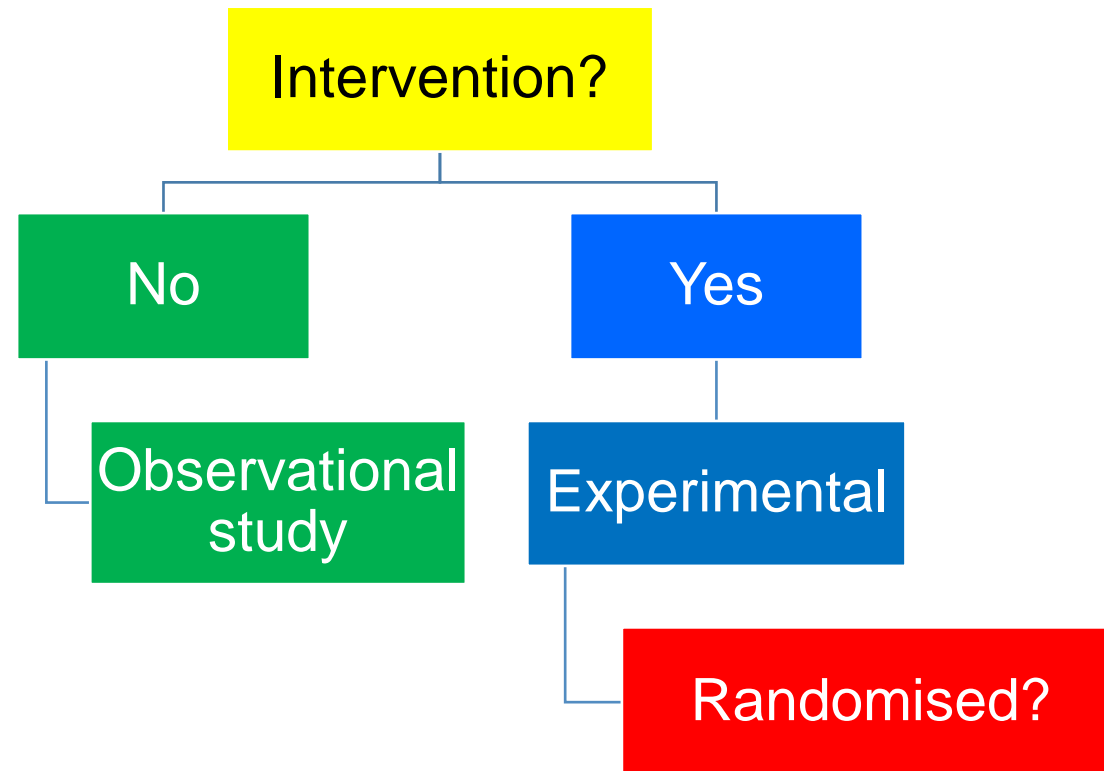 Intervention?
No
Yes
Observational
study
Experimental
Randomised?